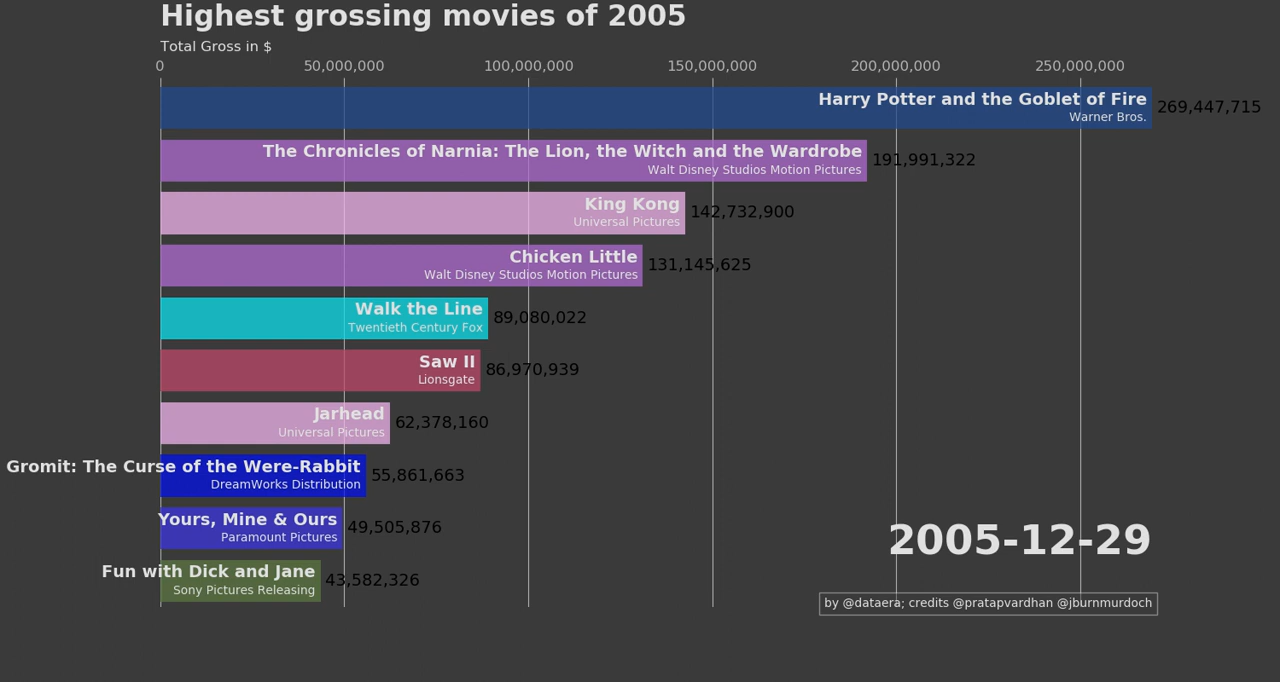 Highest grossing movies of 2005
Total Gross in $
0 50,000,000 100,000,000 150,000,000 200,000,000 250,000,000
Harry Potter and the Goblet of Fire
Warner Bros.
269,447,715
The Chronicles of Narnia: The Lion, the Witch and the Wardrobe
Walt Disney Studios Motion Pictures
191,991,322
King Kong
Universal Pictures
142,732,900
Chicken Little
Walt Disney Studios Motion Pictures
131,145,625
Walk the Line
Twentieth Century Fox
89,080,022
Saw II
Lionsgate
86,970,939
Jarhead
Universal Pictures
62,378,160
Gromit: The Curse of the Were-Rabbit
DreamWorks Distribution
55,861,663
Yours, Mine & Ours
Paramount Pictures
49,505,876
Fun with Dick and Jane
Sony Pictures Releasing
43,582,326
2005-12-29
by @dataera; credits @pratapvardhan @jburnmurdoch